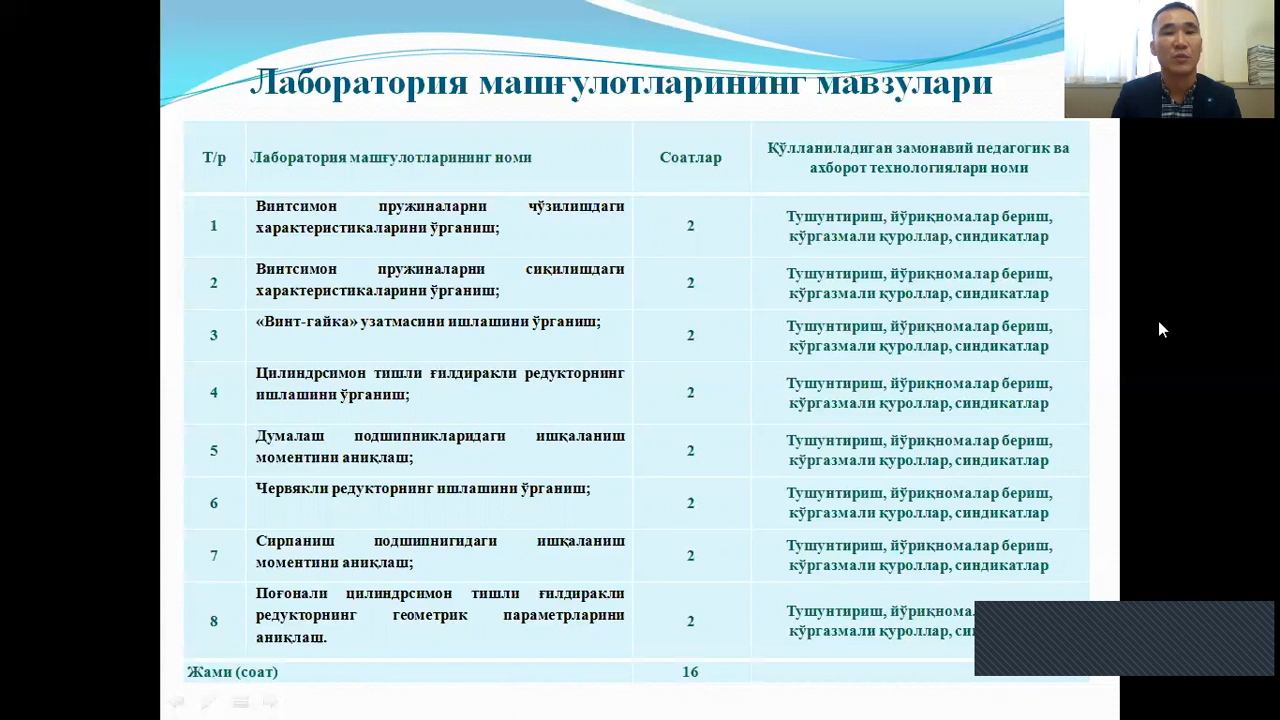 Лаборатория машғулотларининг мавзулари
Т/р
Лаборатория машғулотларининг номи
Соатлар
Қўлланиладиган замонавий педагогик ва
ахборот технологиялари номи
1
Винтсимон пружиналарни чўзилишдаги
характеристикаларини ўрганиш;
2
Тушунтириш, йўриқномалар бериш,
кўргазмали қуроллар, синдикатлар
2
Винтсимон пружиналарни сиқилишдаги
характеристикаларини ўрганиш;
2
Тушунтириш, йўриқномалар бериш,
кўргазмали қуроллар, синдикатлар
3
«Винт-гайка» узатмасини ишлашини ўрганиш;
2
Тушунтириш, йўриқномалар бериш,
кўргазмали қуроллар, синдикатлар
4
Цилиндрсимон тишли ғилдиракли редукторнинг
ишлашини ўрганиш;
2
Тушунтириш, йўриқномалар бериш,
кўргазмали қуроллар, синдикатлар
5
Думалаш подшипникларидаги ишқаланиш
моментини аниқлаш;
2
Тушунтириш, йўриқномалар бериш,
кўргазмали қуроллар, синдикатлар
6
Червякли редукторнинг ишлашини ўрганиш;
2
Тушунтириш, йўриқномалар бериш,
кўргазмали қуроллар, синдикатлар
7
Сирпаниш подшипнигидаги ишқаланиш
моментини аниқлаш;
2
Тушунтириш, йўриқномалар бериш,
кўргазмали қуроллар, синдикатлар
8
Поғонали цилиндрсимон тишли ғилдиракли
редукторнинг геометрик параметрларини
аниқлаш.
2
Тушунтириш,
кўргазмали қуроллар,
Жами (соат)
16